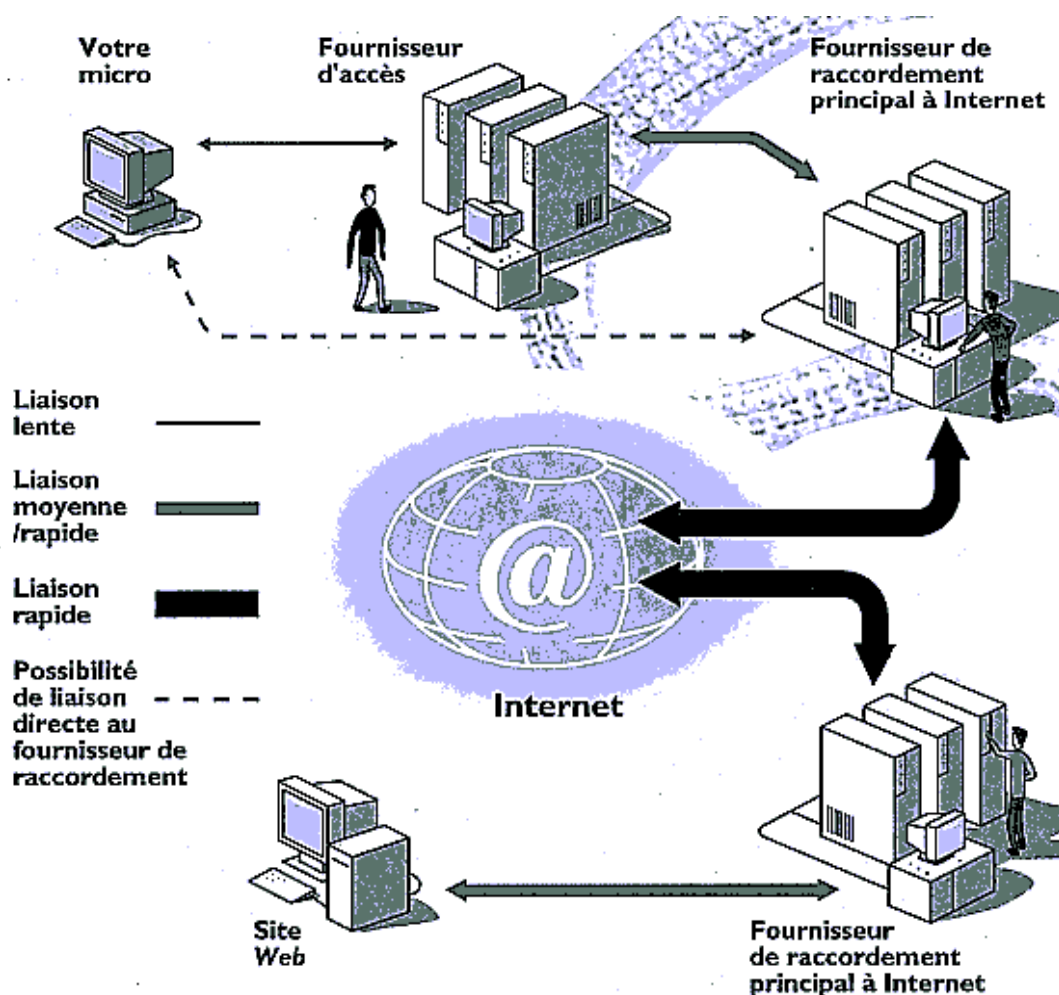 Votre
micro
Fournisseur
d'accès
Fournisseur de
raccordement
principal à Internet
Liaison
lente
Liaison
moyenne
/rapide
Liaison
rapide
Possibilité
de liaison
directe au
fournisseur de
raccordement
@
Internet
Site
Web
Fournisseur
de raccordement
principal à Internet